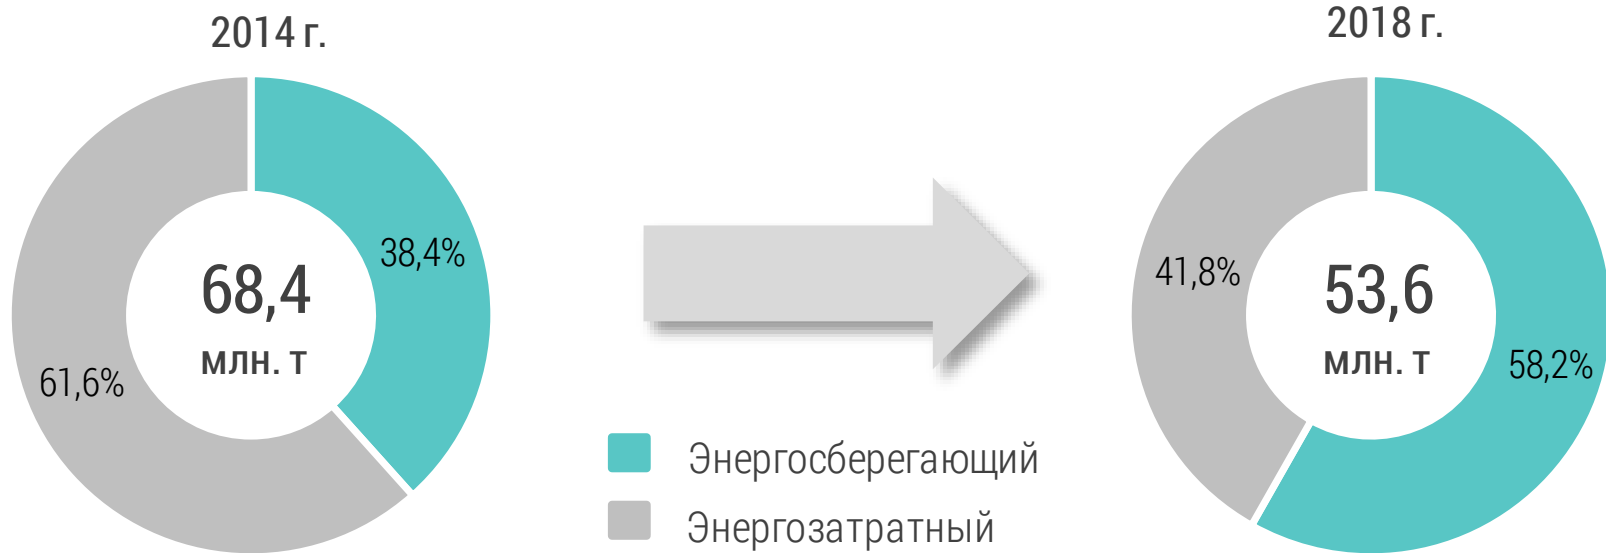 2014 г.
38,4%
68,4
млн. т
61,6%
2018 г.
41,8%
53,6
млн. т
58,2%
Энергосберегающий
Энергозатратный